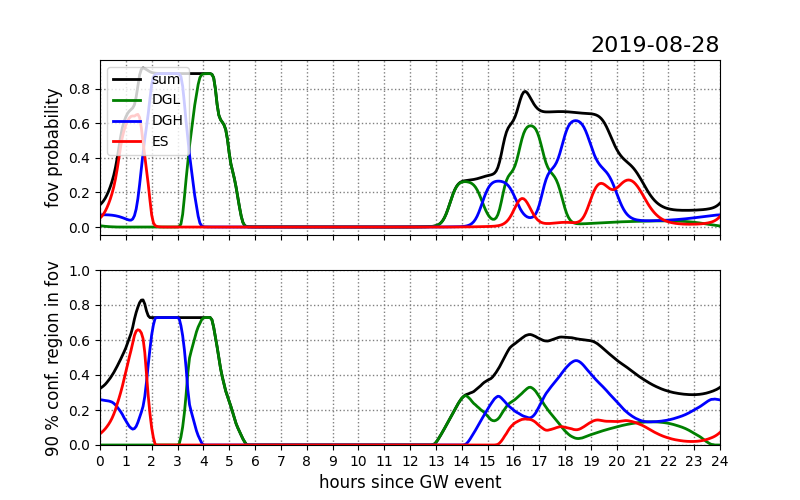 2019-08-28
fov probability
0.8
0.6
0.4
0.2
0.0
sum
DGL
DGH
ES
90 % conf. region in fov
1.0
0.8
0.6
0.4
0.2
0.0
0 1 2 3 4 5 6 7 8 9 10 11 12 13 14 15 16 17 18 19 20 21 22 23 24
hours since GW event